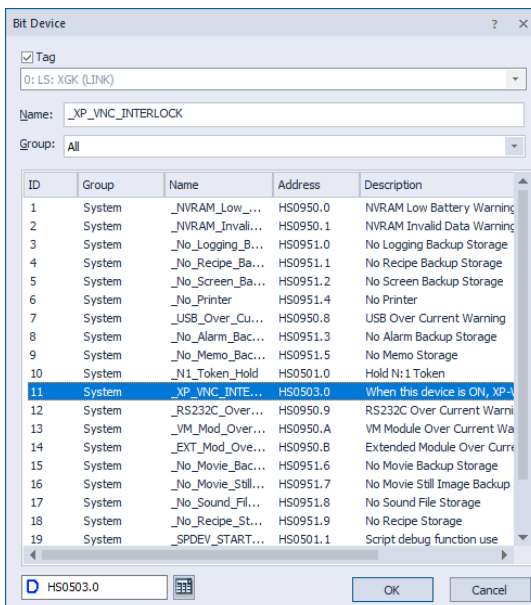 Bit Device ? ×
Tag
0: LS: XGK (LINK)
Name: _XP_VNC_INTERLOCK
Group: All
ID Group Name Address Description
1 System _NVRAM_Low_... HS0950.0 NVRAM Low Battery Warning
2 System _NVRAM_Invali... HS0950.1 NVRAM Invalid Data Warning
3 System _No_Logging_B... HS0951.0 No Logging Backup Storage
4 System _No_Recipe_Ba... HS0951.1 No Recipe Backup Storage
5 System _No_Screen_Ba... HS0951.2 No Screen Backup Storage
6 System _No_Printer HS0951.4 No Printer
7 System _USB_Over_Cu... HS0950.8 USB Over Current Warning
8 System _No_Alarm_Bac... HS0951.3 No Alarm Backup Storage
9 System _No_Memo_Bac... HS0951.5 No Memo Storage
10 System _N1_Token_Hold HS0501.0 Hold N:1 Token
11 System _XP_VNC_INTE... HS0503.0 When this device is ON, XP-
12 System _RS232C_Over... HS0950.9 RS232C Over Current Warni
13 System _VM_Mod_Over... HS0950.A VM Module Over Current Wa
14 System _EXT_Mod_Ove... HS0950.B Extended Module Over Curre
15 System _No_Movie_Bac... HS0951.6 No Movie Backup Storage
16 System _No_Movie_Still... HS0951.7 No Movie Still Image Backup
17 System _No_Sound_Fil... HS0951.8 No Sound File Storage
18 System _No_Recipe_St... HS0951.9 No Recipe Storage
19 System _SPDEV_START... HS0501.1 Script debug function use
D HS0503.0 OK Cancel